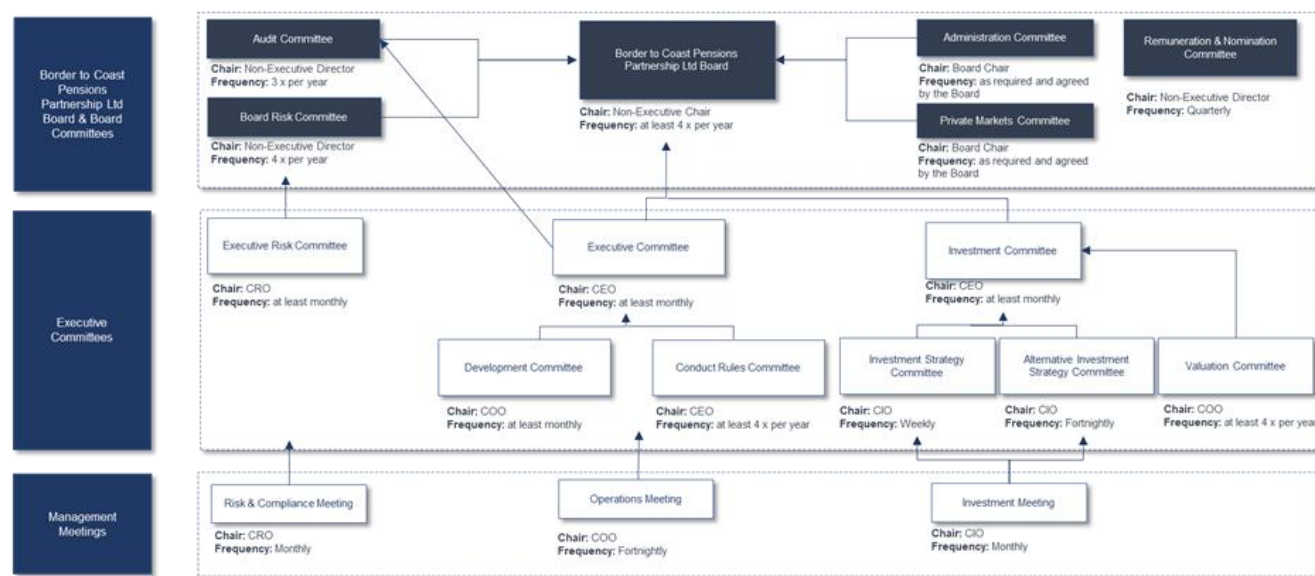 Border to Coast
Pensions
Partnership Ltd
Board & Board
Committees
Audit Committee
Chair: Non-Executive Director
Frequency: 3 x per year
Board Risk Committee
Chair: Non-Executive Director
Frequency: 4 x per year
Border to Coast Pensions
Partnership Ltd Board
Chair: Non-Executive Chair
Frequency: at least 4 x per year
Administration Committee
Chair: Board Chair
Frequency: as required and agreed
by the Board
Private Markets Committee
Chair: Board Chair
Frequency: as required and agreed
by the Board
Remuneration & Nomination
Committee
Chair: Non-Executive Director
Frequency: Quarterly
Executive
Committees
Executive Risk Committee
Chair: CRO
Frequency: at least monthly
Executive Committee
Chair: CEO
Frequency: at least monthly
Investment Committee
Chair: CEO
Frequency: at least monthly
Development Committee
Chair: COO
Frequency: at least monthly
Conduct Rules Committee
Chair: CEO
Frequency: at least 4 x per year
Investment Strategy
Committee
Chair: CIO
Frequency: Weekly
Alternative Investment
Strategy Committee
Chair: CIO
Frequency: Fortnightly
Valuation Committee
Chair: COO
Frequency: at least 4 x per year
Management
Meetings
Risk & Compliance Meeting
Chair: CRO
Frequency: Monthly
Operations Meeting
Chair: COO
Frequency: Fortnightly
Investment Meeting
Chair: CIO
Frequency: Monthly